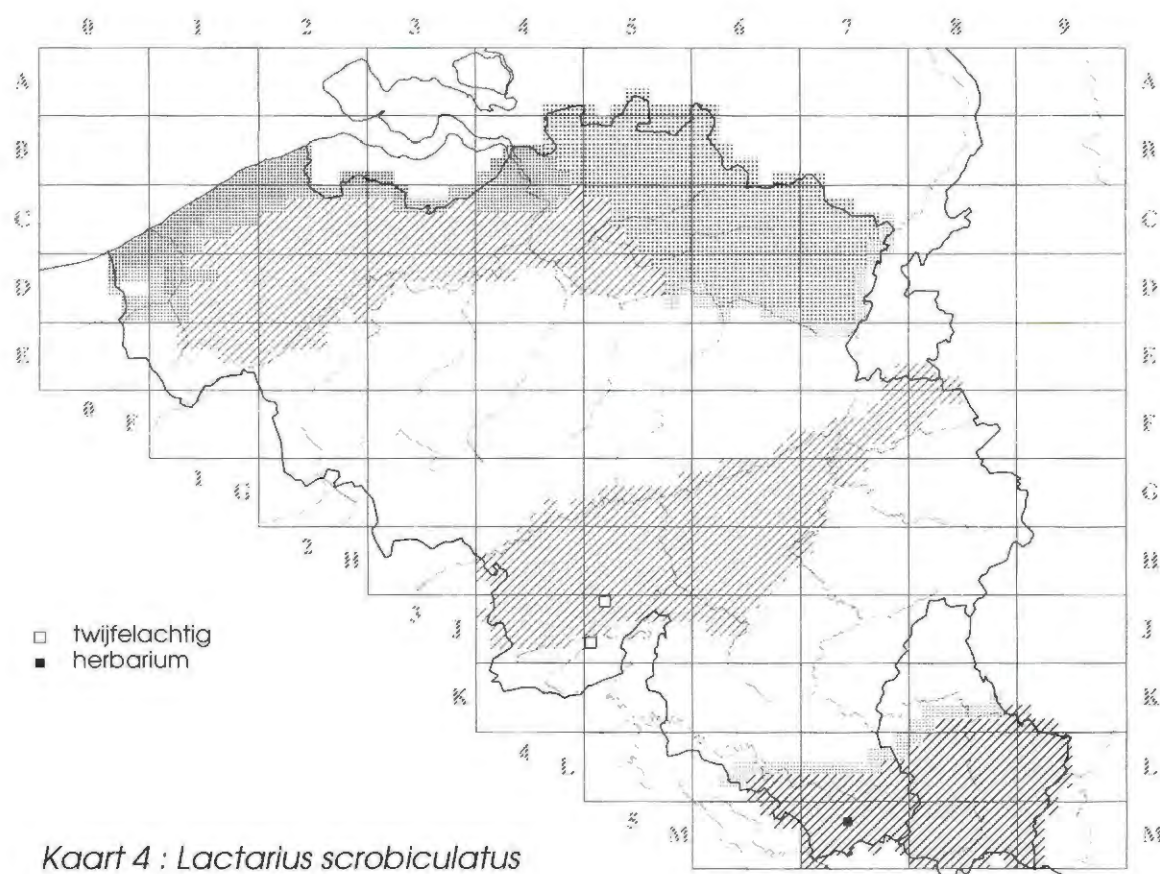 0 1 2 3 4 5 6 7 8 9
A A
B B
C C
D D
E E
0 F F
1 G G
2 H H
3 J J
□ twijfelachtig
■ herbarium
K K
4 L L
5 M M
Kaart 4 : Lactarius scrobiculatus